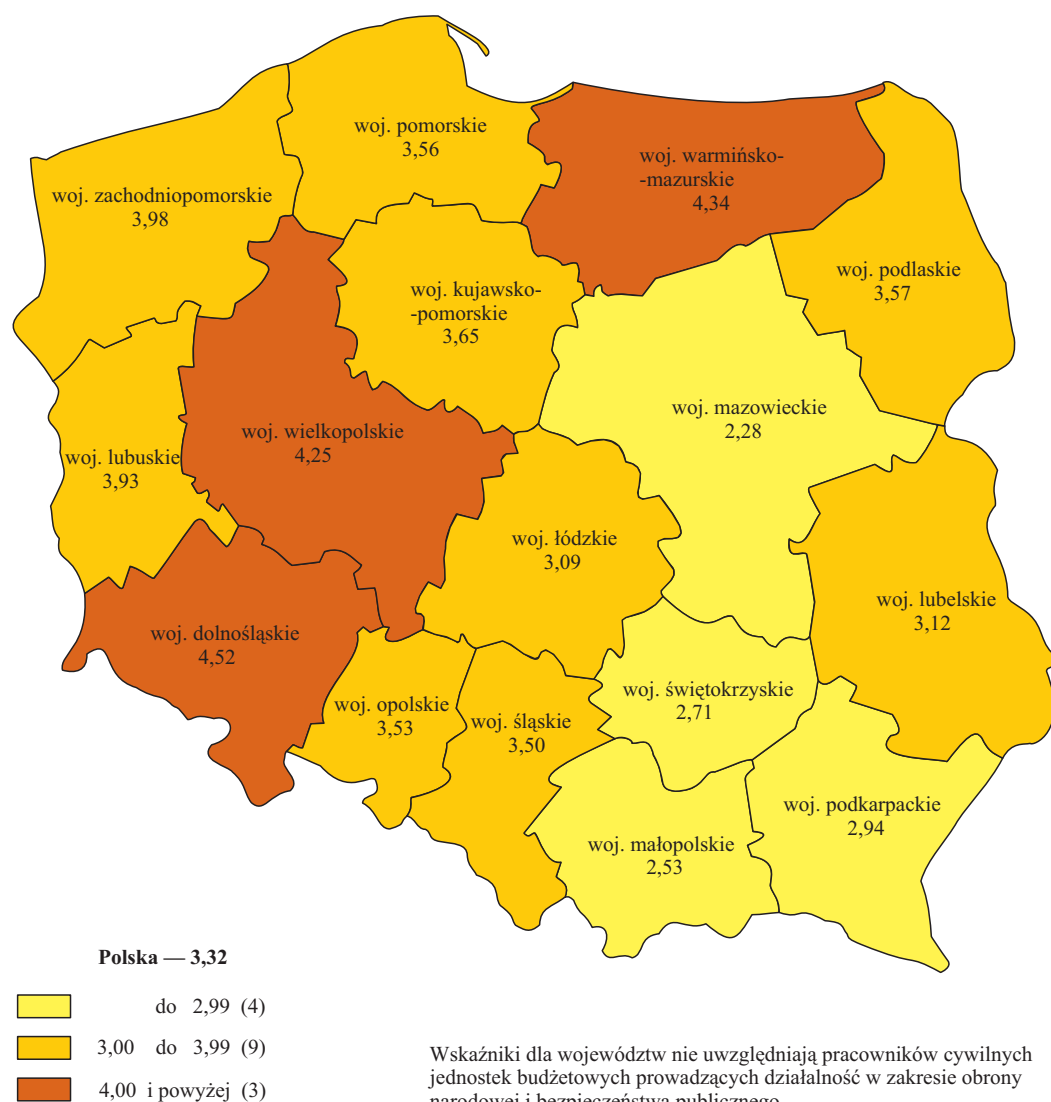 woj. pomorskie
3,56
woj. warmińsko-
-mazurskie
4,34
woj. zachodniopomorskie
3,98
woj. podlaskie
3,57
woj. kujawsko-
-pomorskie
3,65
woj. mazowieckie
2,28
woj. wielkopolskie
4,25
woj. lubuskie
3,93
woj. łódzkie
3,09
woj. lubelskie
3,12
woj. dolnośląskie
4,52
woj. świętokrzyskie
2,71
woj. opolskie
3,53
woj. śląskie
3,50
woj. podkarpackie
2,94
woj. małopolskie
2,53
Polska — 3,32
do 2,99 (4)
3,00 do 3,99 (9)
4,00 i powyżej (3)
Wskaźniki dla województw nie uwzględniają pracowników cywilnych
jednostek budżetowych prowadzących działalność w zakresie obrony
narodowej i bezpieczeństwa publicznego